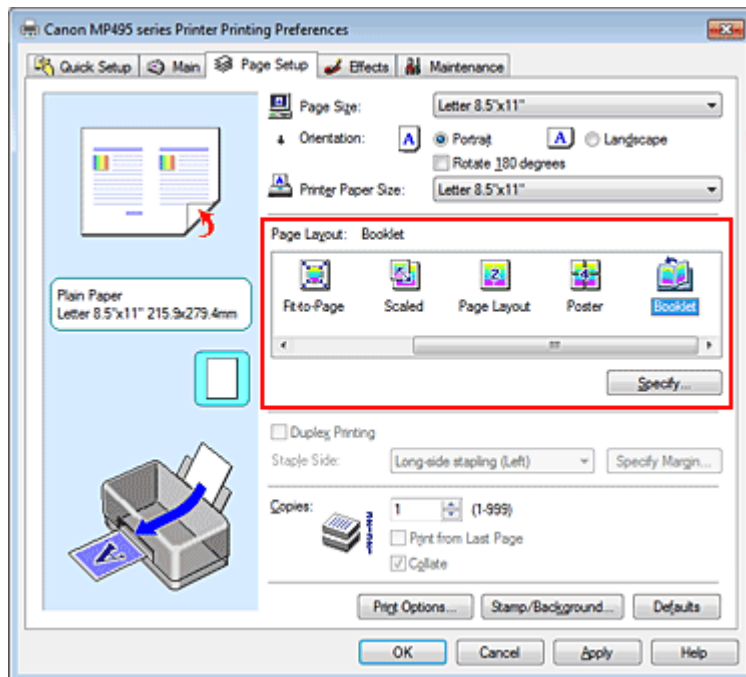 Canon MP495 series Printer Printing Preferences
Quick Setup Main Page Setup Effects Maintenance
Page Size: Letter 8.5"x11"
Orientation: A Portrait A Landscape
Rotate 180 degrees
Printer Paper Size: Letter 8.5"x11"
Page Layout: Booklet
Fit-to-Page Scaled Page Layout Poster Booklet
Specify...
Plain Paper
Letter 8.5"x11" 215.9x279.4mm
Duplex Printing
Staple Side: Long-side stapling (Left) Specify Margin...
Copies: 1 (1-999)
Print from Last Page
Collate
Print Options... Stamp/Background... Defaults
OK Cancel Apply Help